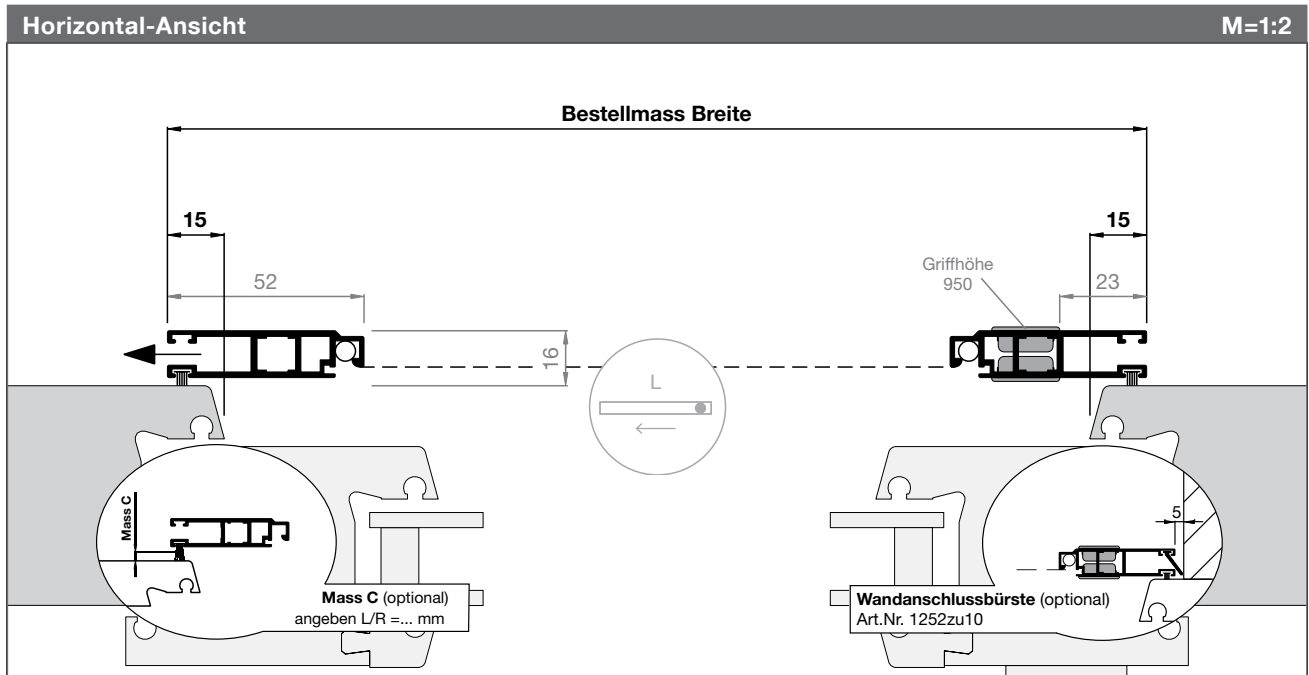 Horizontal-Ansicht M=1:2
Bestellmass Breite
15 15
52 Griffhöhe 950 23
16
L
Mass C
5
Mass C (optional)
angeben L/R =... mm
Wandanschlussbürste (optional)
Art.Nr. 1252zu10